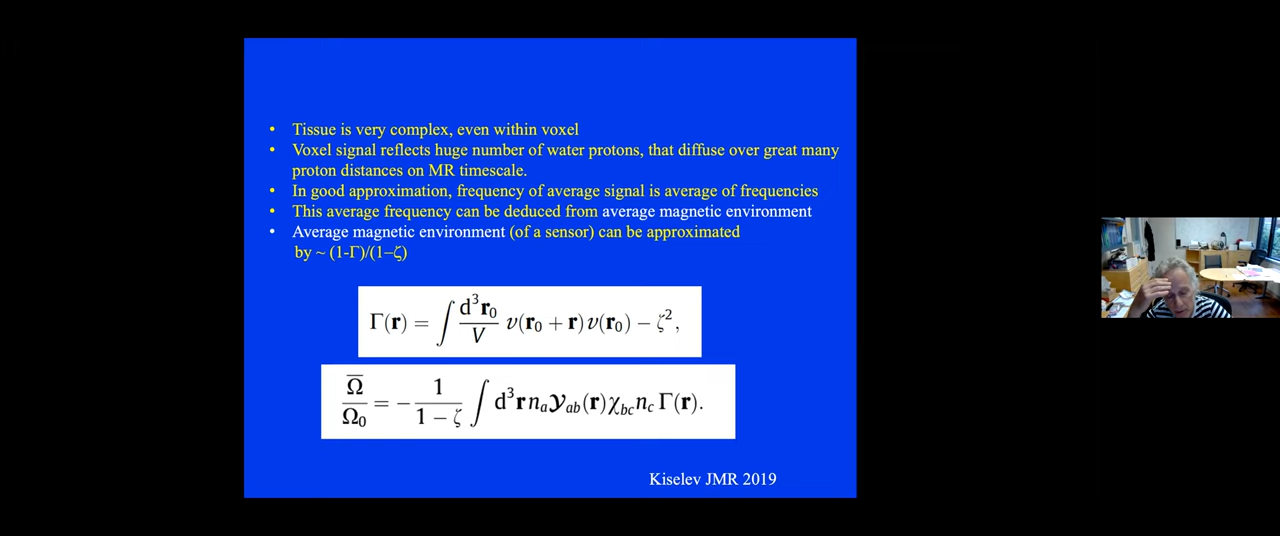 • Tissue is very complex, even within voxel
• Voxel signal reflects huge number of water protons, that diffuse over great many
proton distances on MR timescale.
• In good approximation, frequency of average signal is average of frequencies
• This average frequency can be deduced from average magnetic environment
• Average magnetic environment (of a sensor) can be approximated
by ~ (1-Γ)/(1–ζ)
Γ(r) = ∫ d³r₀/V v(r₀ + r)v(r₀) − ζ²,
Ω̅/Ω₀ = − 1/(1 − ζ) ∫ d³r nₐ𝒴ab(r)χbc nc Γ(r).
Kiselev JMR 2019